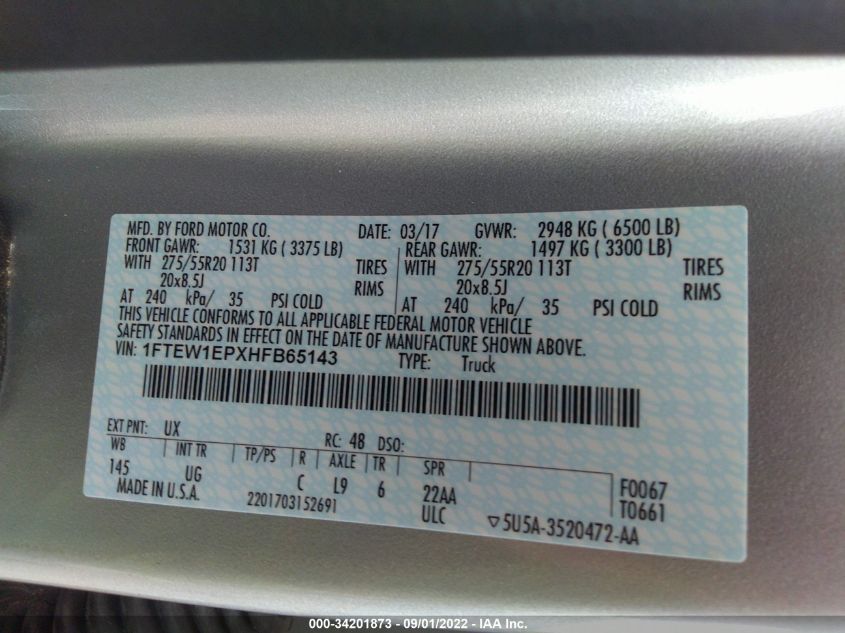 MFD. BY FORD MOTOR CO. DATE: 03/17 GVWR: 2948 KG ( 6500 LB)
FRONT GAWR: 1531 KG ( 3375 LB) REAR GAWR: 1497 KG ( 3300 LB)
WITH 275/55R20 113T TIRES WITH 275/55R20 113T TIRES
20x8.5J RIMS 20x8.5J RIMS
AT 240 kPa/ 35 PSI COLD AT 240 kPa/ 35 PSI COLD
THIS VEHICLE CONFORMS TO ALL APPLICABLE FEDERAL MOTOR VEHICLE
SAFETY STANDARDS IN EFFECT ON THE DATE OF MANUFACTURE SHOWN ABOVE.
VIN: 1FTEW1EPXHFB65143 TYPE: Truck
EXT PNT: UX RC: 48 DSO:
WB INT TR TP/PS R AXLE TR SPR
145 UG C L9 6 22AA F0067
MADE IN U.S.A. 2201703152691 ULC T0661
▽5U5A-3520472-AA
000-34201873 - 09/01/2022 - IAA Inc.